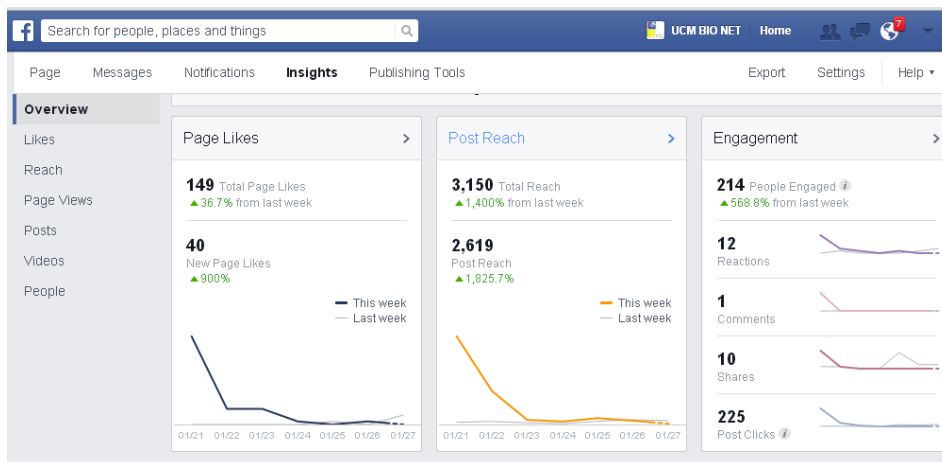 f Search for people, places and things UCM BIO NET Home 7
Page Messages Notifications Insights Publishing Tools Export Settings Help
Overview
Likes
Reach
Page Views
Posts
Videos
People
Page Likes
149 Total Page Likes
36.7% from last week
40
New Page Likes
900%
This week
Last week
01/21 01/22 01/23 01/24 01/25 01/26 01/27
Post Reach
3,150 Total Reach
1,400% from last week
2,619
Post Reach
1,825.7%
This week
Last week
01/21 01/22 01/23 01/24 01/25 01/26 01/27
Engagement
214 People Engaged i
568.8% from last week
12
Reactions
1
Comments
10
Shares
225
Post Clicks i